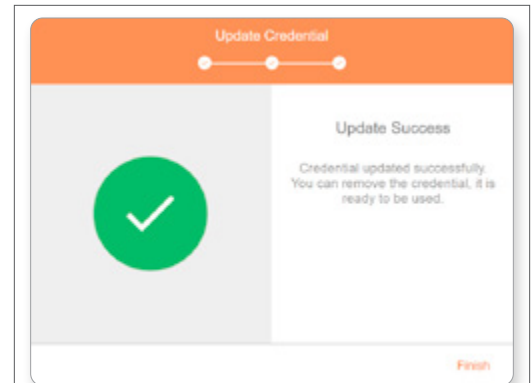 Update Credential
Update Success
Credential updated successfully.
You can remove the credential, it is
ready to be used.
Finish